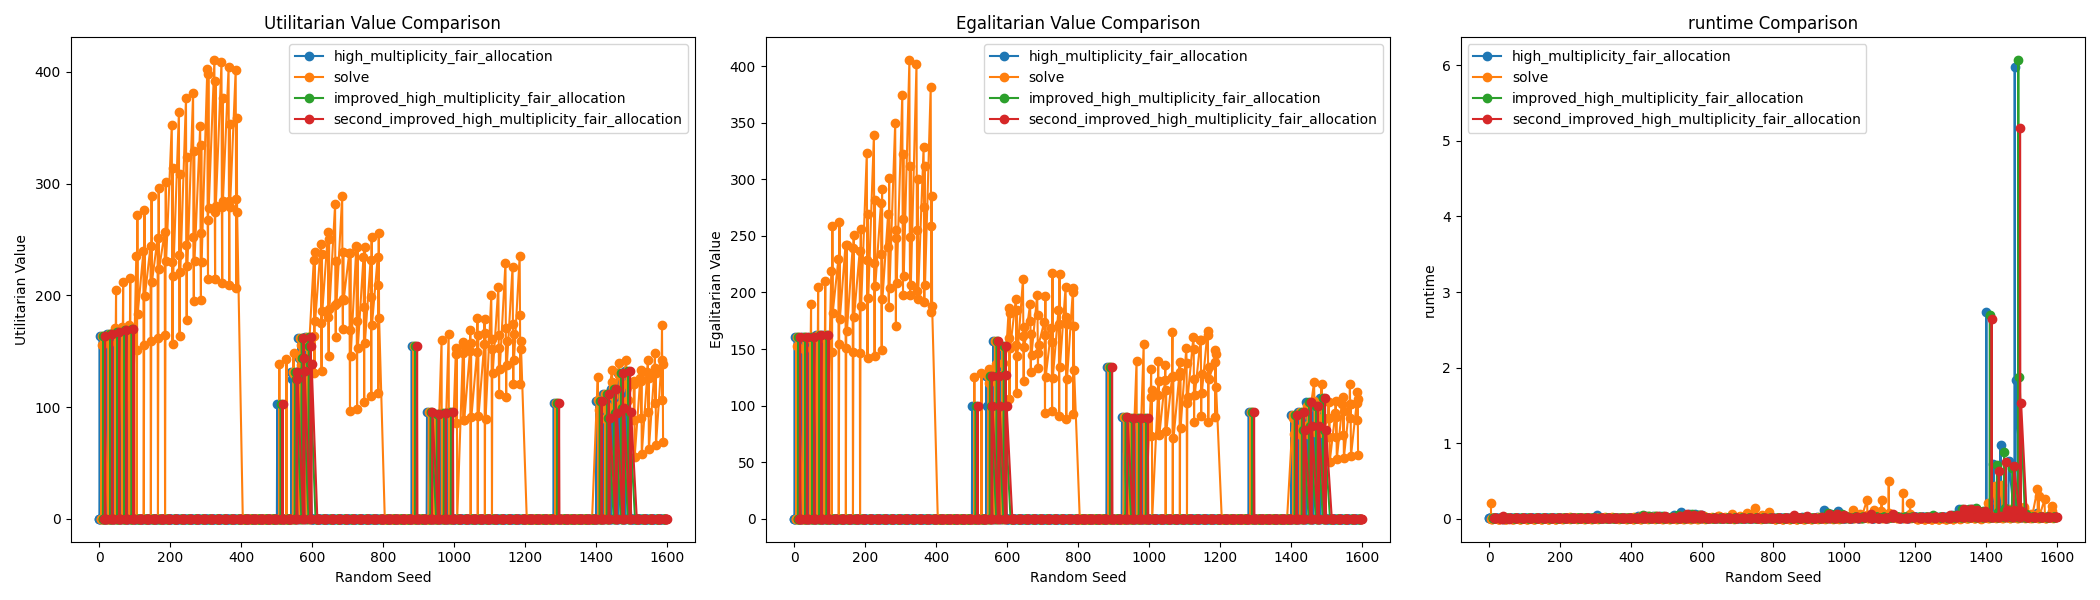 Utilitarian Value Comparison
Utilitarian Value
400
300
200
100
0
high_multiplicity_fair_allocation
solve
improved_high_multiplicity_fair_allocation
second_improved_high_multiplicity_fair_allocation
0 200 400 600 800 1000 1200 1400 1600
Random Seed
Egalitarian Value Comparison
Egalitarian Value
400
350
300
250
200
150
100
50
0
high_multiplicity_fair_allocation
solve
improved_high_multiplicity_fair_allocation
second_improved_high_multiplicity_fair_allocation
0 200 400 600 800 1000 1200 1400 1600
Random Seed
runtime Comparison
runtime
6
5
4
3
2
1
0
high_multiplicity_fair_allocation
solve
improved_high_multiplicity_fair_allocation
second_improved_high_multiplicity_fair_allocation
0 200 400 600 800 1000 1200 1400 1600
Random Seed